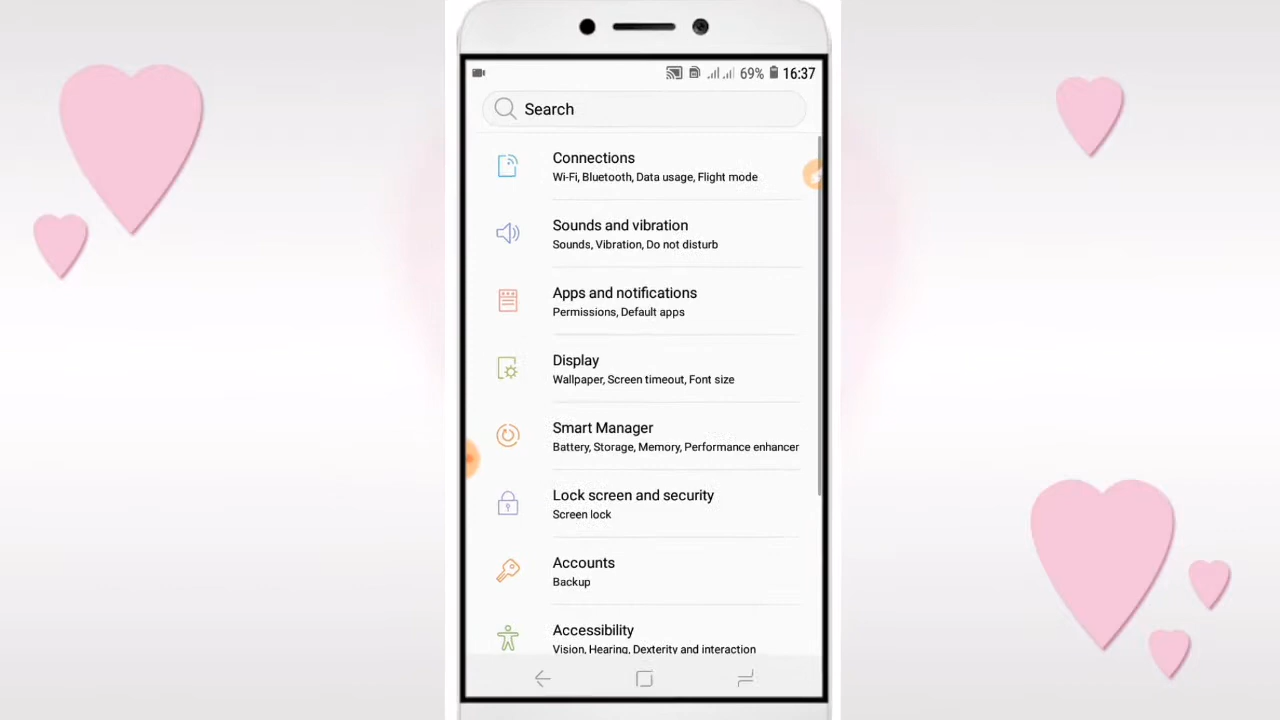 69% 16:37
Search
Connections
Wi-Fi, Bluetooth, Data usage, Flight mode
Sounds and vibration
Sounds, Vibration, Do not disturb
Apps and notifications
Permissions, Default apps
Display
Wallpaper, Screen timeout, Font size
Smart Manager
Battery, Storage, Memory, Performance enhancer
Lock screen and security
Screen lock
Accounts
Backup
Accessibility
Vision, Hearing, Dexterity and interaction